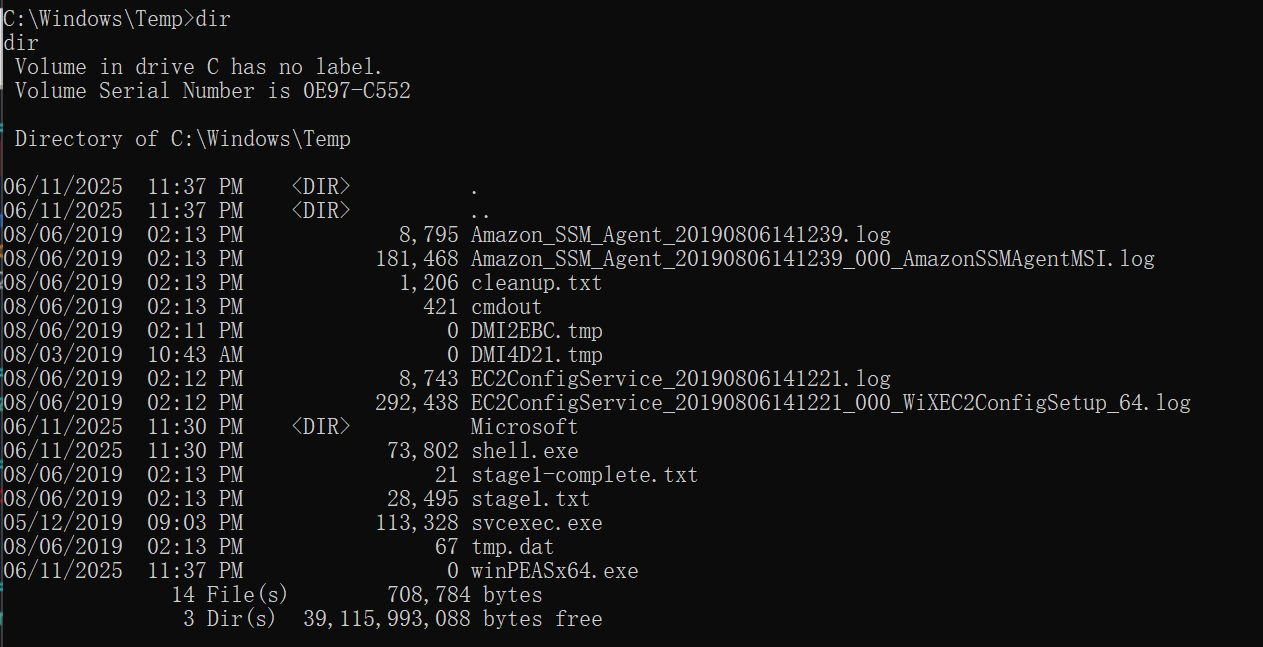 C:\Windows\Temp>dir
dir
 Volume in drive C has no label.
 Volume Serial Number is 0E97-C552

 Directory of C:\Windows\Temp

06/11/2025  11:37 PM    <DIR>          .
06/11/2025  11:37 PM    <DIR>          ..
08/06/2019  02:13 PM             8,795 Amazon_SSM_Agent_20190806141239.log
08/06/2019  02:13 PM           181,468 Amazon_SSM_Agent_20190806141239_000_AmazonSSMAgentMSI.log
08/06/2019  02:13 PM             1,206 cleanup.txt
08/06/2019  02:13 PM               421 cmdout
08/06/2019  02:11 PM                 0 DMI2EBC.tmp
08/03/2019  10:43 AM                 0 DMI4D21.tmp
08/06/2019  02:12 PM             8,743 EC2ConfigService_20190806141221.log
08/06/2019  02:12 PM           292,438 EC2ConfigService_20190806141221_000_WiXEC2ConfigSetup_64.log
06/11/2025  11:30 PM    <DIR>          Microsoft
06/11/2025  11:30 PM            73,802 shell.exe
08/06/2019  02:13 PM                21 stage1-complete.txt
08/06/2019  02:13 PM            28,495 stage1.txt
05/12/2019  09:03 PM           113,328 svcexec.exe
08/06/2019  02:13 PM                67 tmp.dat
06/11/2025  11:37 PM                 0 winPEASx64.exe
              14 File(s)        708,784 bytes
               3 Dir(s)  39,115,993,088 bytes free